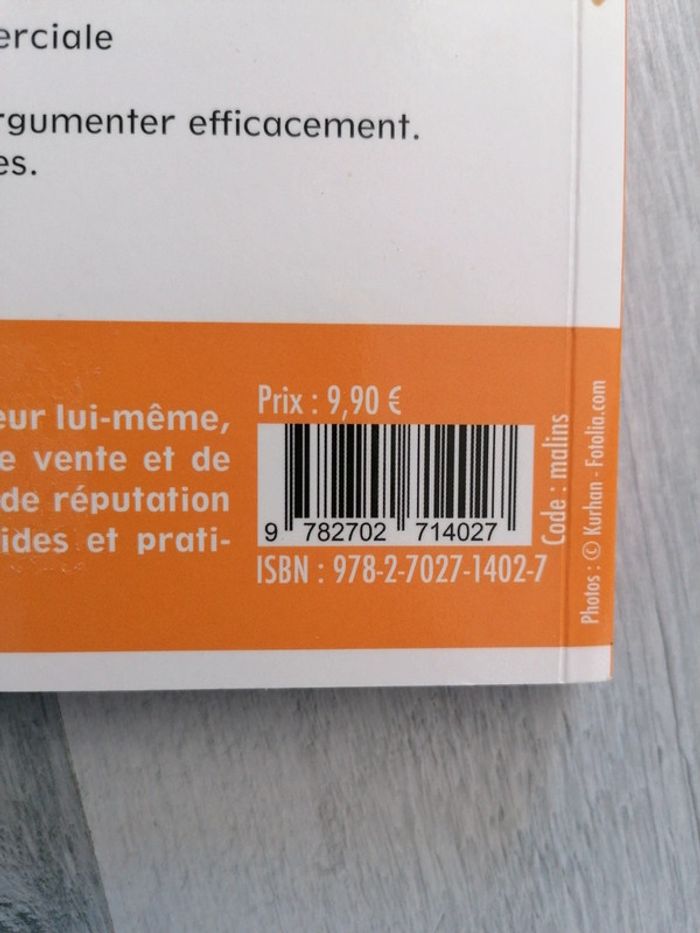 erciale
rgumenter efficacement.
es.
Prix : 9,90 €
eur lui-même,
e vente et de
de réputation
ides et prati-
9 782702 714027
ISBN : 978-2-7027-1402-7
Code : malins
Photos : © Kurhan - Fotolia.com